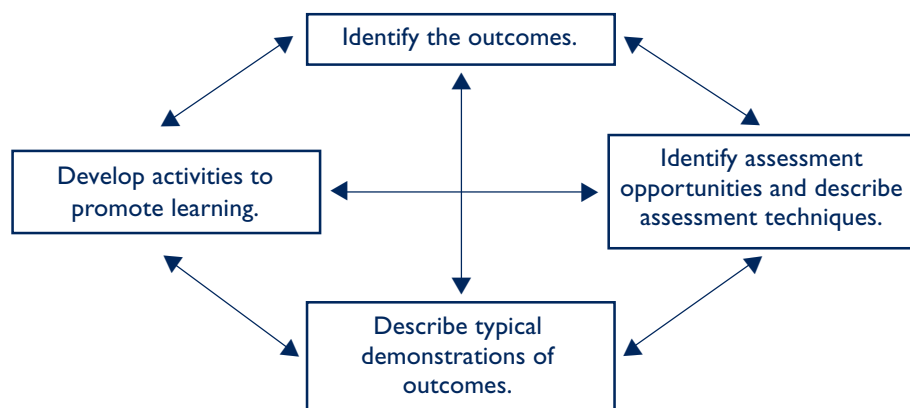 Identify the outcomes.
Develop activities to
promote learning.
Identify assessment
opportunities and describe
assessment techniques.
Describe typical
demonstrations of
outcomes.